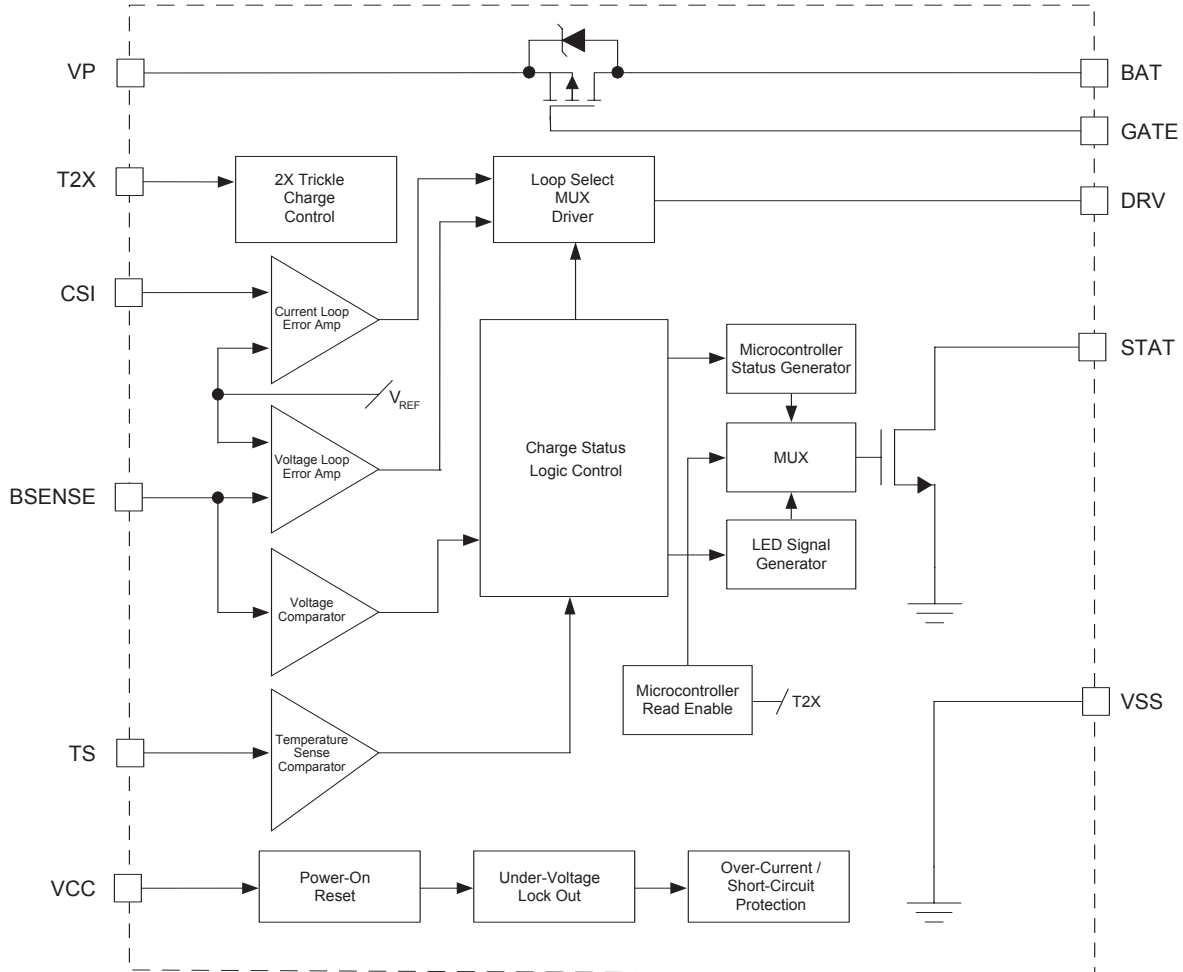 VP
BAT
GATE
T2X
2X Trickle
Charge
Control
Loop Select
MUX
Driver
DRV
CSI
Current Loop
Error Amp
VREF
Microcontroller
Status Generator
STAT
Charge Status
Logic Control
Voltage Loop
Error Amp
MUX
BSENSE
LED Signal
Generator
Voltage
Comparator
Microcontroller
Read Enable
T2X
VSS
TS
Temperature
Sense
Comparator
VCC
Power-On
Reset
Under-Voltage
Lock Out
Over-Current /
Short-Circuit
Protection